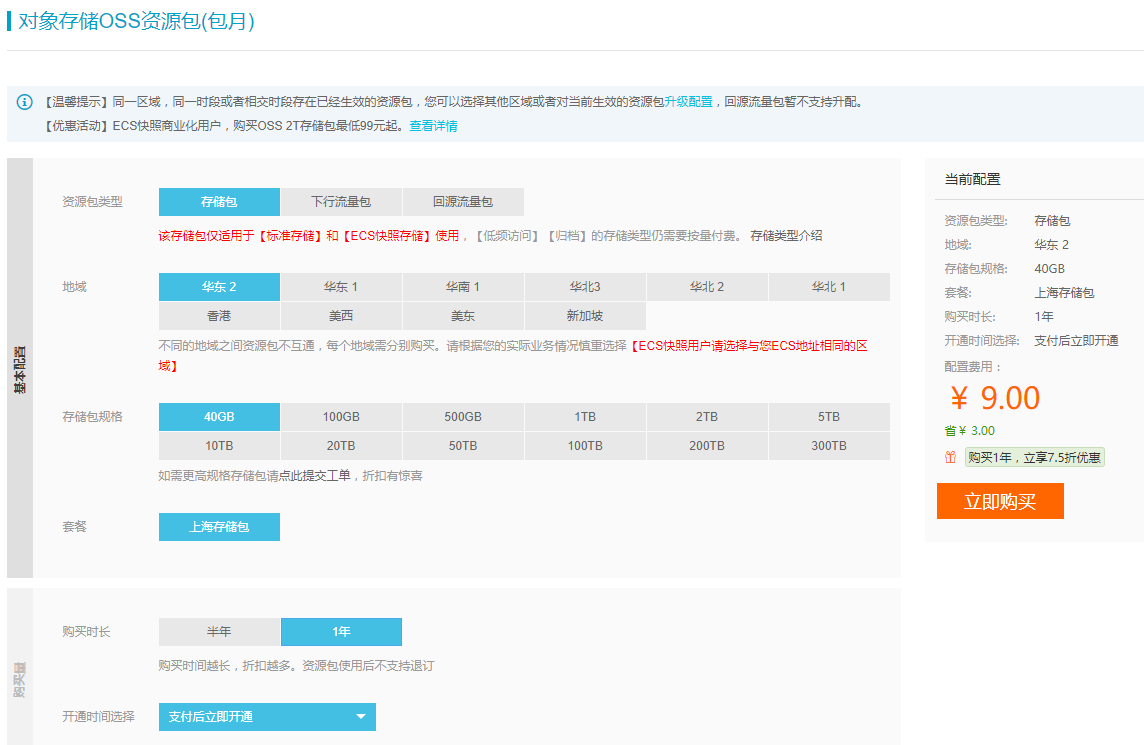 对象存储OSS资源包(包月)
【温馨提示】同一区域，同一时段或者相交时段存在已经生效的资源包，您可以选择其他区域或者对当前生效的资源包升级配置，回源流量包暂不支持升配。
【优惠活动】ECS快照商业化用户，购买OSS 2T存储包最低99元起。查看详情
基本配置
资源包类型 存储包 下行流量包 回源流量包
该存储包仅适用于【标准存储】和【ECS快照存储】使用，【低频访问】【归档】的存储类型仍需要按量付费。 存储类型介绍
地域 华东 2 华东 1 华南 1 华北3 华北 2 华北 1
香港 美西 美东 新加坡
不同的地域之间资源包不互通，每个地域需分别购买。请根据您的实际业务情况慎重选择【ECS快照用户请选择与您ECS地址相同的区
域】
存储包规格 40GB 100GB 500GB 1TB 2TB 5TB
10TB 20TB 50TB 100TB 200TB 300TB
如需更高规格存储包请点此提交工单，折扣有惊喜
套餐 上海存储包
购买量
购买时长 半年 1年
购买时间越长，折扣越多。资源包使用后不支持退订
开通时间选择 支付后立即开通
当前配置
资源包类型: 存储包
地域: 华东 2
存储包规格: 40GB
套餐: 上海存储包
购买时长: 1年
开通时间选择: 支付后立即开通
配置费用：
¥ 9.00
省¥ 3.00
购买1年，立享7.5折优惠
立即购买